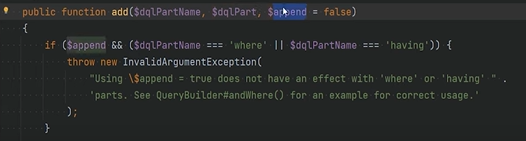 public function add($dqlPartName, $dqlPart, $append = false)
{
if ($append && ($dqlPartName === 'where' || $dqlPartName === 'having')) {
throw new InvalidArgumentException(
"Using \$append = true does not have an effect with 'where' or 'having' " .
'parts. See QueryBuilder#andWhere() for an example for correct usage.'
);
}